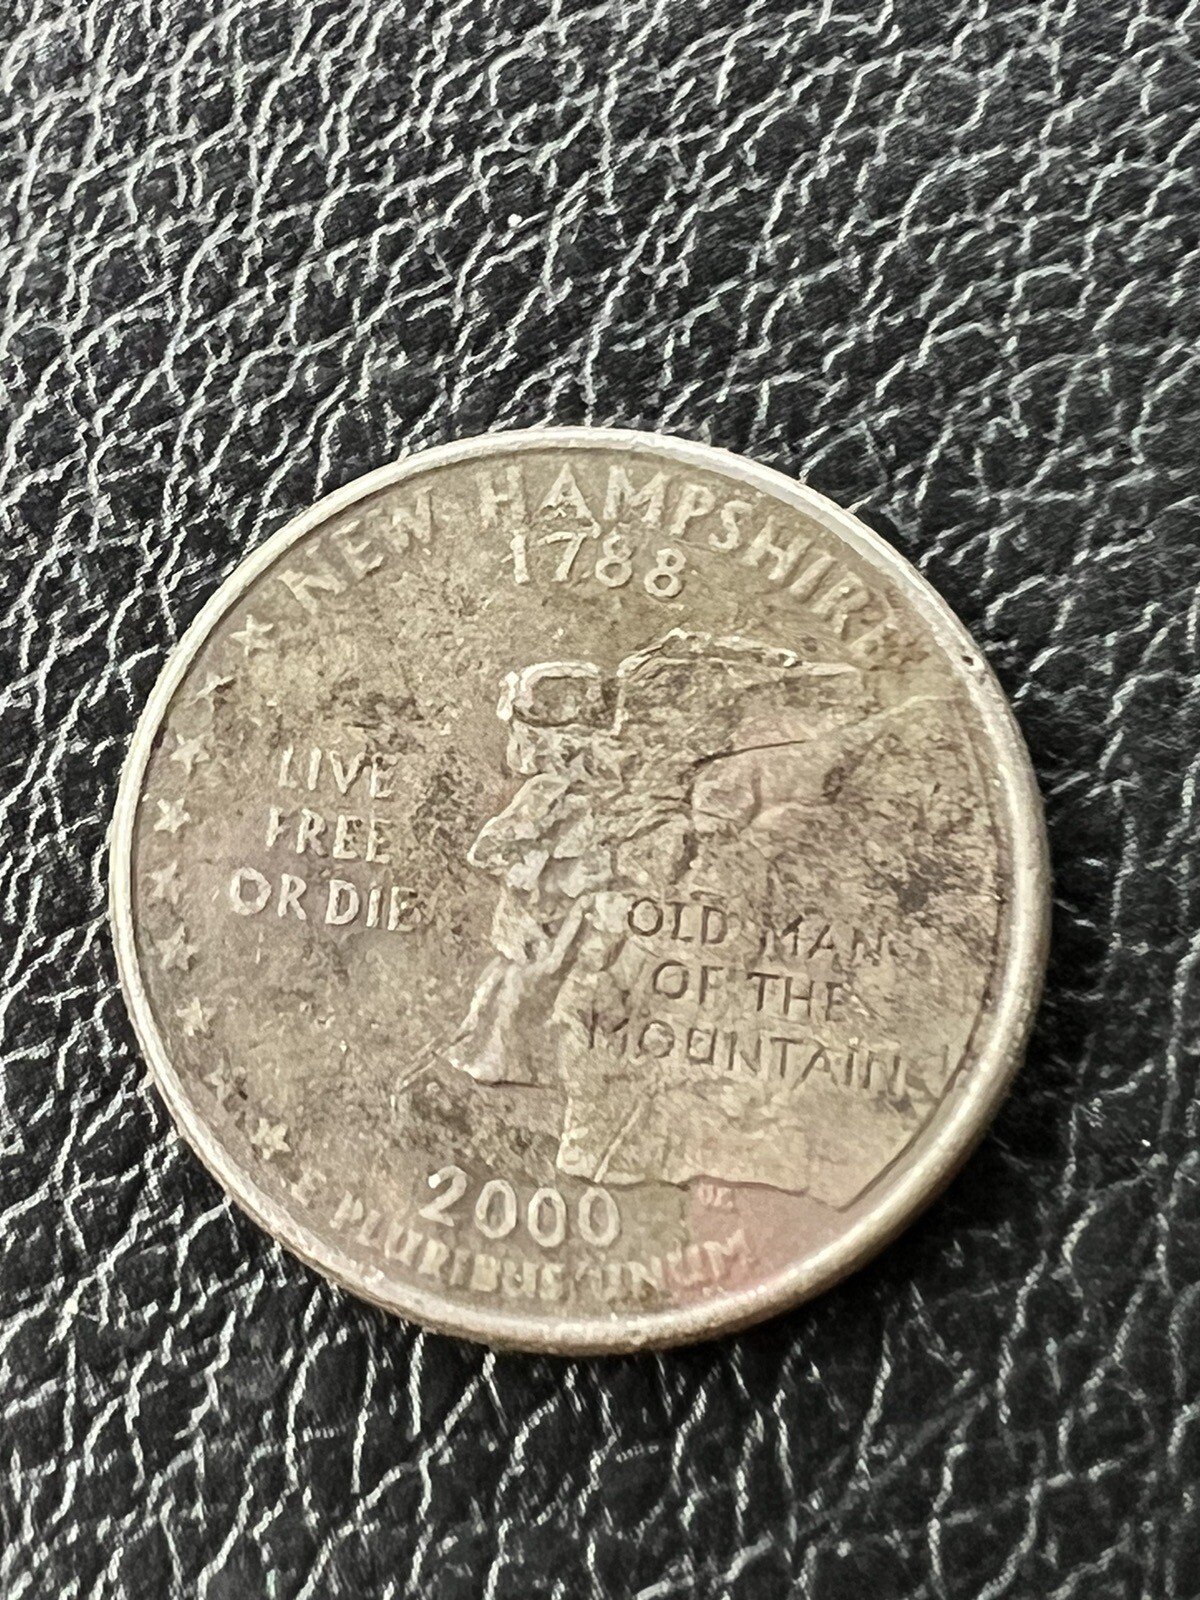 NEW HAMPSHIRE
1788
LIVE
FREE
OR DIE
OLD MAN
OF THE
MOUNTAIN
2000
E PLURIBUS UNUM